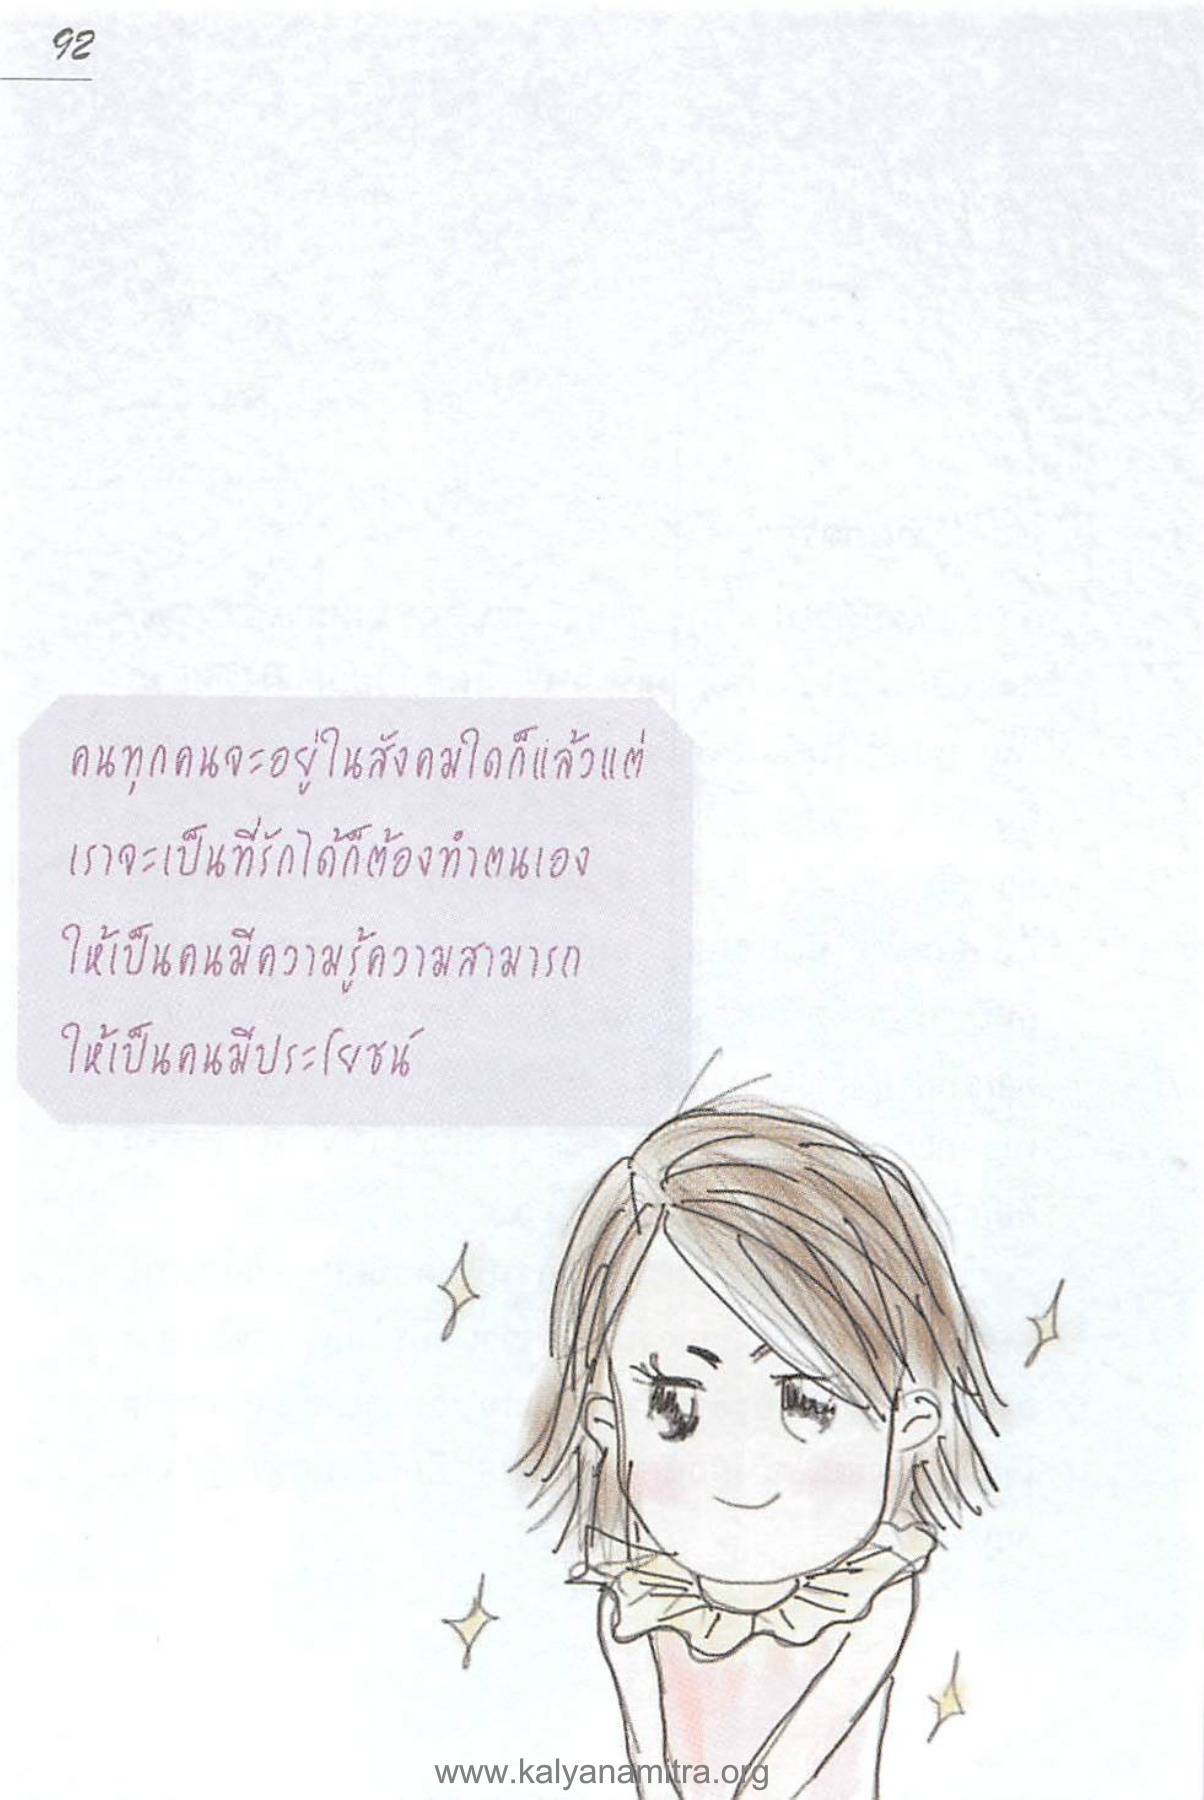 92
คนทุกคนจะอยู่ในสังคมใดก็แล้วแต่
เราจะเป็นที่รักได้ก็ต้องทำตนเอง
ให้เป็นคนมีความรู้ความสามารถ
ให้เป็นคนมีประโยชน์
www.kalyanamitra.org